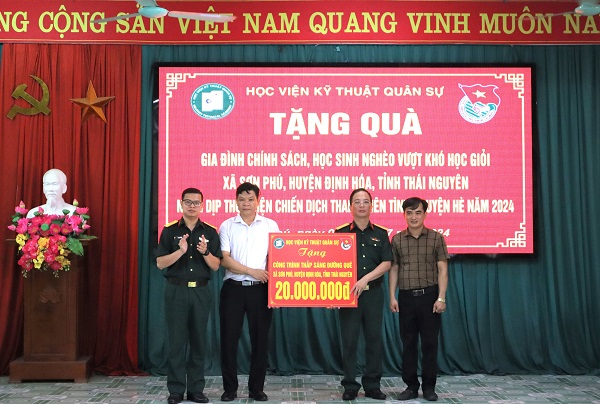 NG CỘNG SẢN VIỆT NAM QUANG VINH MUÔN NĂM
HỌC VIỆN KỸ THUẬT QUÂN SỰ
TẶNG QUÀ
GIA ĐÌNH CHÍNH SÁCH, HỌC SINH NGHÈO VƯỢT KHÓ HỌC GIỎI
XÃ SƠN PHÚ, HUYỆN ĐỊNH HÓA, TỈNH THÁI NGUYÊN
HÈ NĂM 2024
HỌC VIỆN KỸ THUẬT QUÂN SỰ
Tặng
CÔNG TRÌNH THẮP SÁNG ĐƯỜNG QUÊ
XÃ SƠN PHÚ, HUYỆN ĐỊNH HÓA, TỈNH THÁI NGUYÊN
20.000.000đ